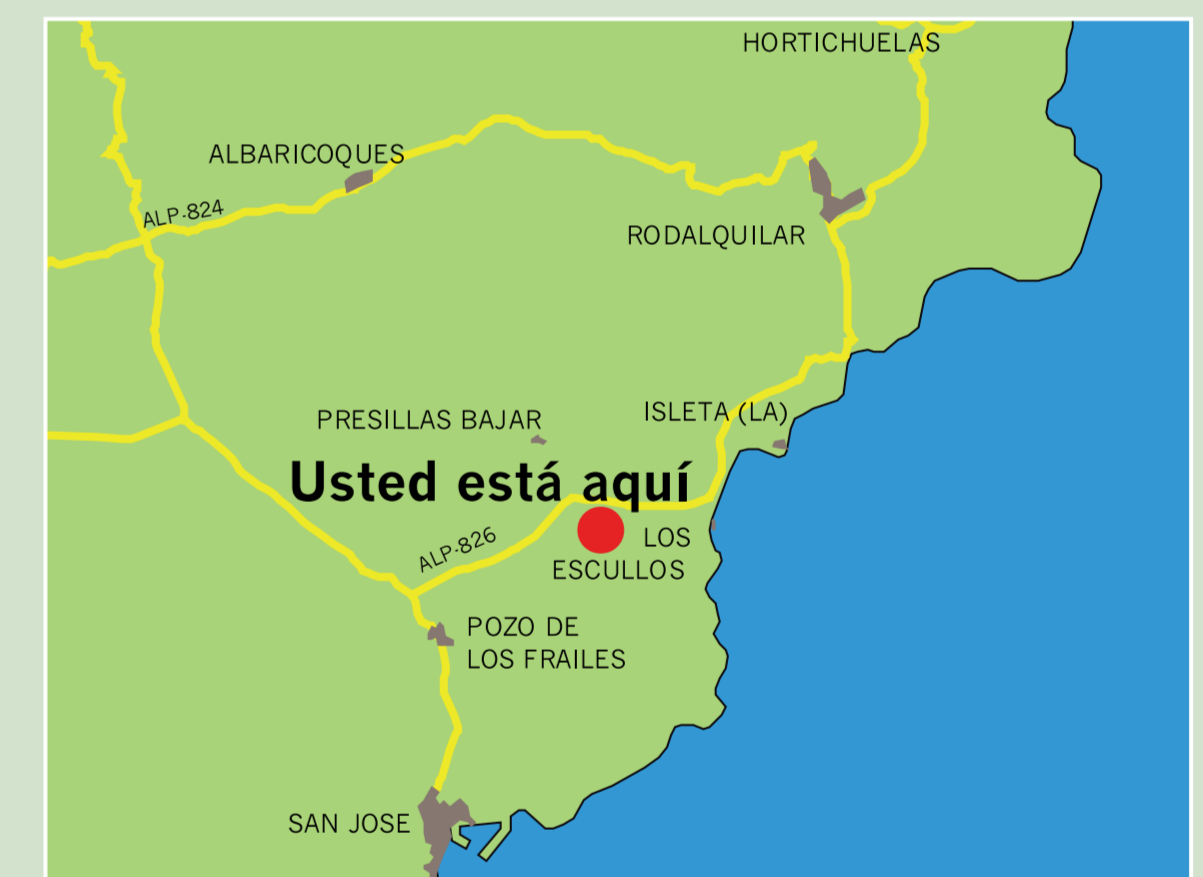 HORTICHUELAS
ALBARICOQUES
ALP-824
RODALQUILAR
ISLETA (LA)
PRESILLAS BAJAR
Usted está aquí
ALP-826
LOS
ESCULLOS
POZO DE
LOS FRAILES
SAN JOSE